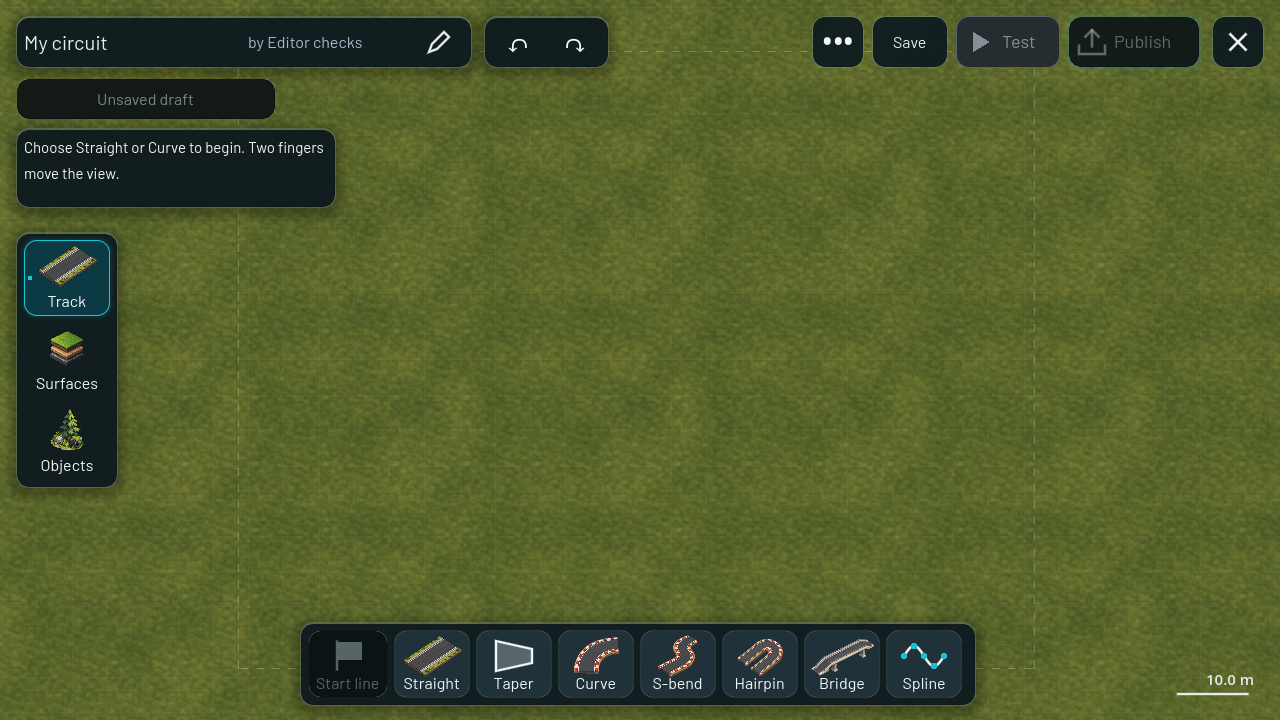 My circuit
by Editor checks
Save
Test
Publish
Unsaved draft
Choose Straight or Curve to begin. Two fingers
move the view.
Track
Surfaces
Objects
Start line
Straight
Taper
Curve
S-bend
Hairpin
Bridge
Spline
10.0 m